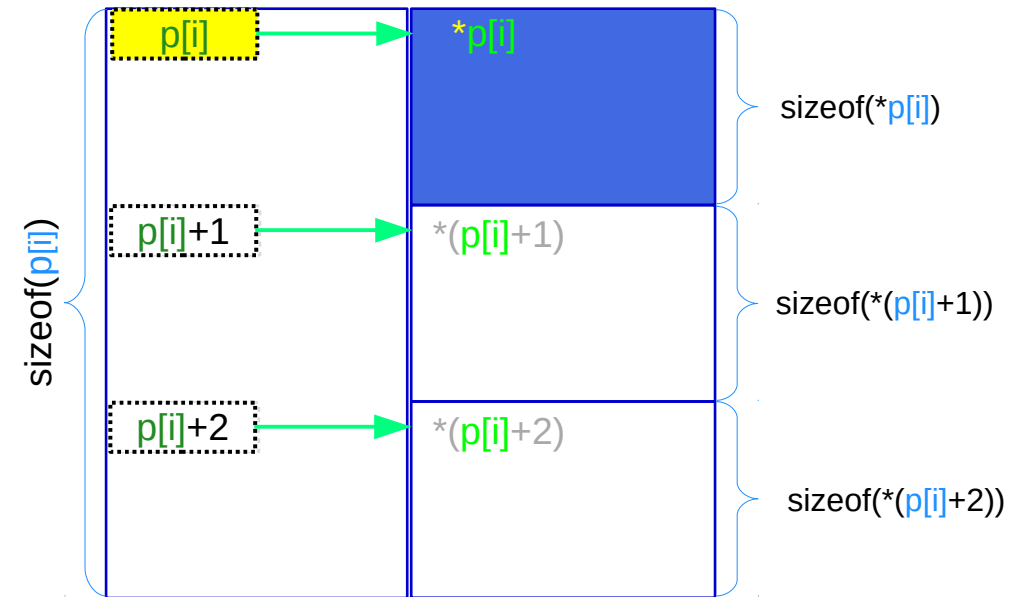 p[i]
*p[i]
sizeof(*p[i])
p[i]+1
*(p[i]+1)
sizeof(*(p[i]+1))
sizeof(p[i])
p[i]+2
*(p[i]+2)
sizeof(*(p[i]+2))